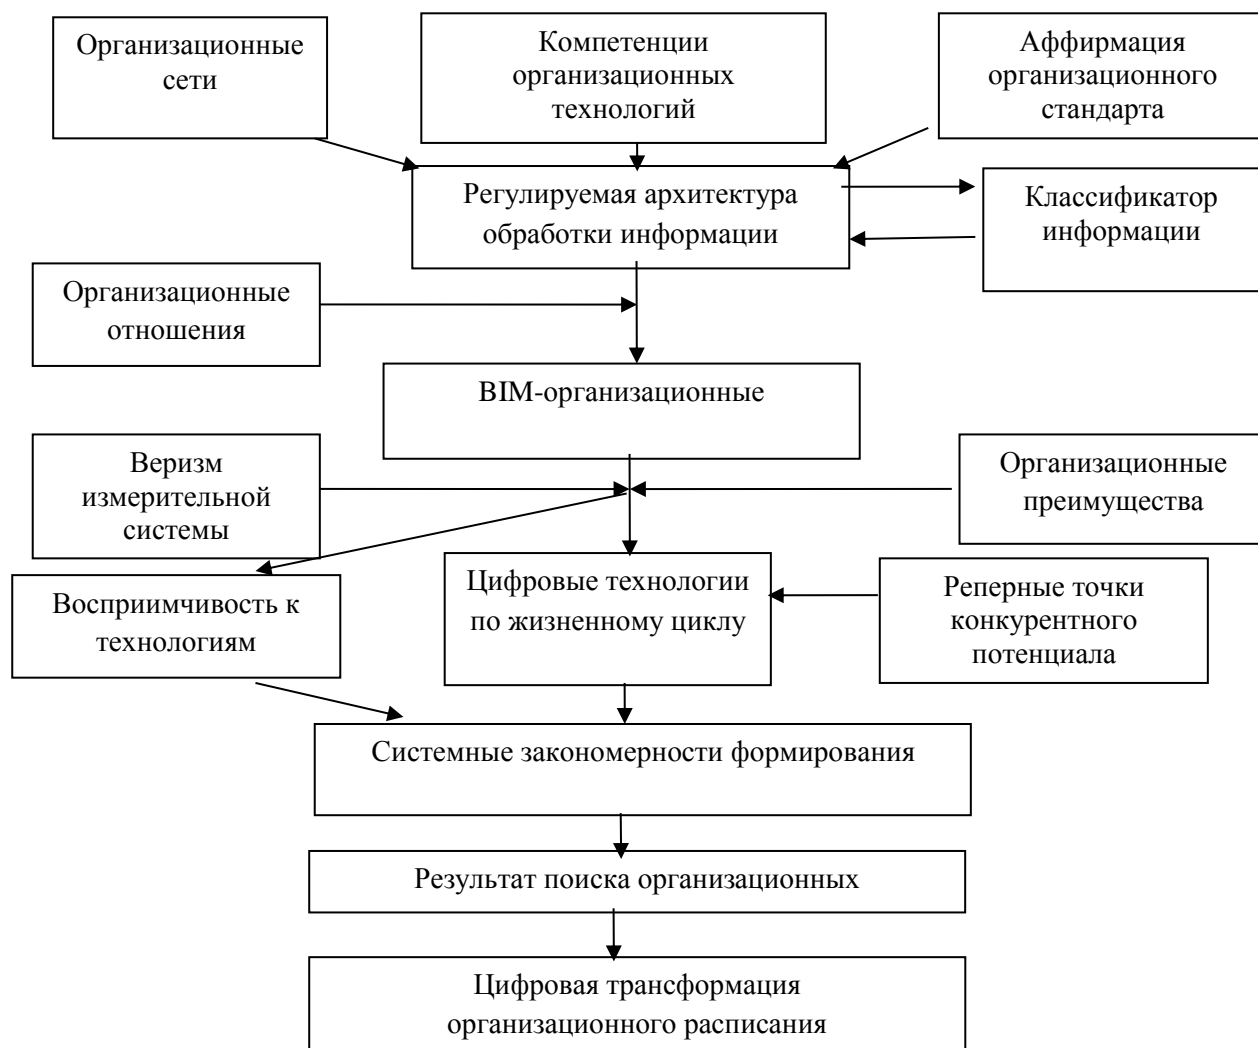 Организационные
сети
Компетенции
организационных
технологий
Аффирмация
организационного
стандарта
Регулируемая архитектура
обработки информации
Классификатор
информации
Организационные
отношения
BIM-организационные
Веризм
измерительной
системы
Организационные
преимущества
Восприимчивость к
технологиям
Цифровые технологии
по жизненному циклу
Реперные точки
конкурентного
потенциала
Системные закономерности формирования
Результат поиска организационных
Цифровая трансформация
организационного расписания